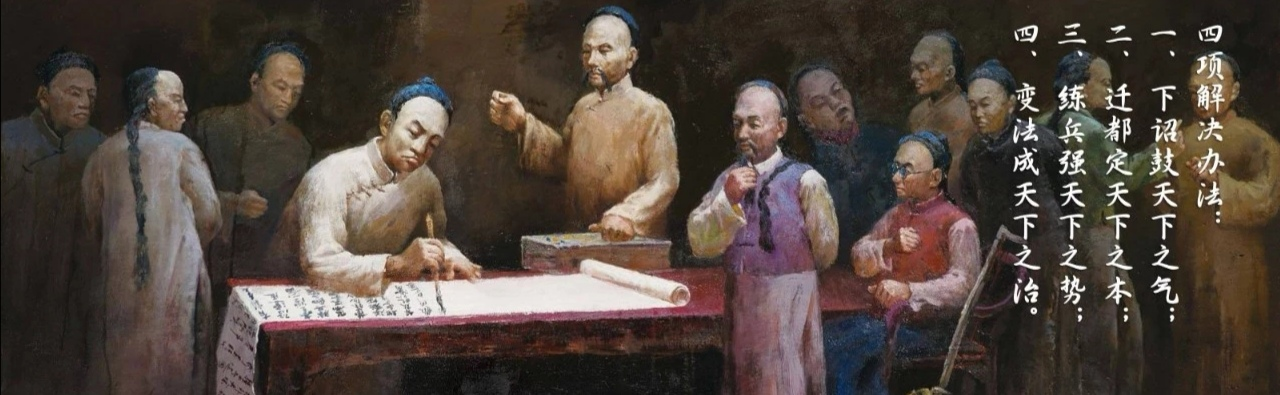 四项解决办法：
一、下诏鼓天下之气；
二、迁都定天下之本；
三、练兵强天下之势；
四、变法成天下之治。